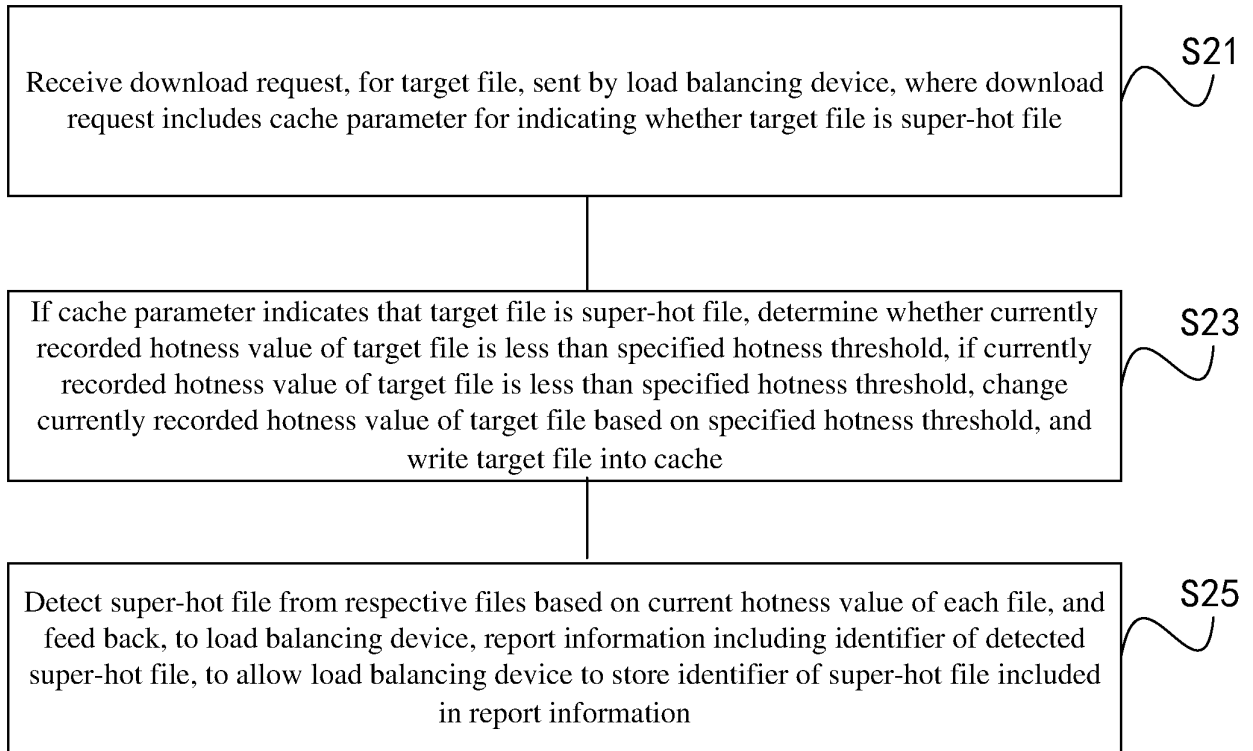 Receive download request, for target file, sent by load balancing device, where download
request includes cache parameter for indicating whether target file is super-hot file
S21
If cache parameter indicates that target file is super-hot file, determine whether currently
recorded hotness value of target file is less than specified hotness threshold, if currently
recorded hotness value of target file is less than specified hotness threshold, change
currently recorded hotness value of target file based on specified hotness threshold, and
write target file into cache
S23
Detect super-hot file from respective files based on current hotness value of each file, and
feed back, to load balancing device, report information including identifier of detected
super-hot file, to allow load balancing device to store identifier of super-hot file included
in report information
S25